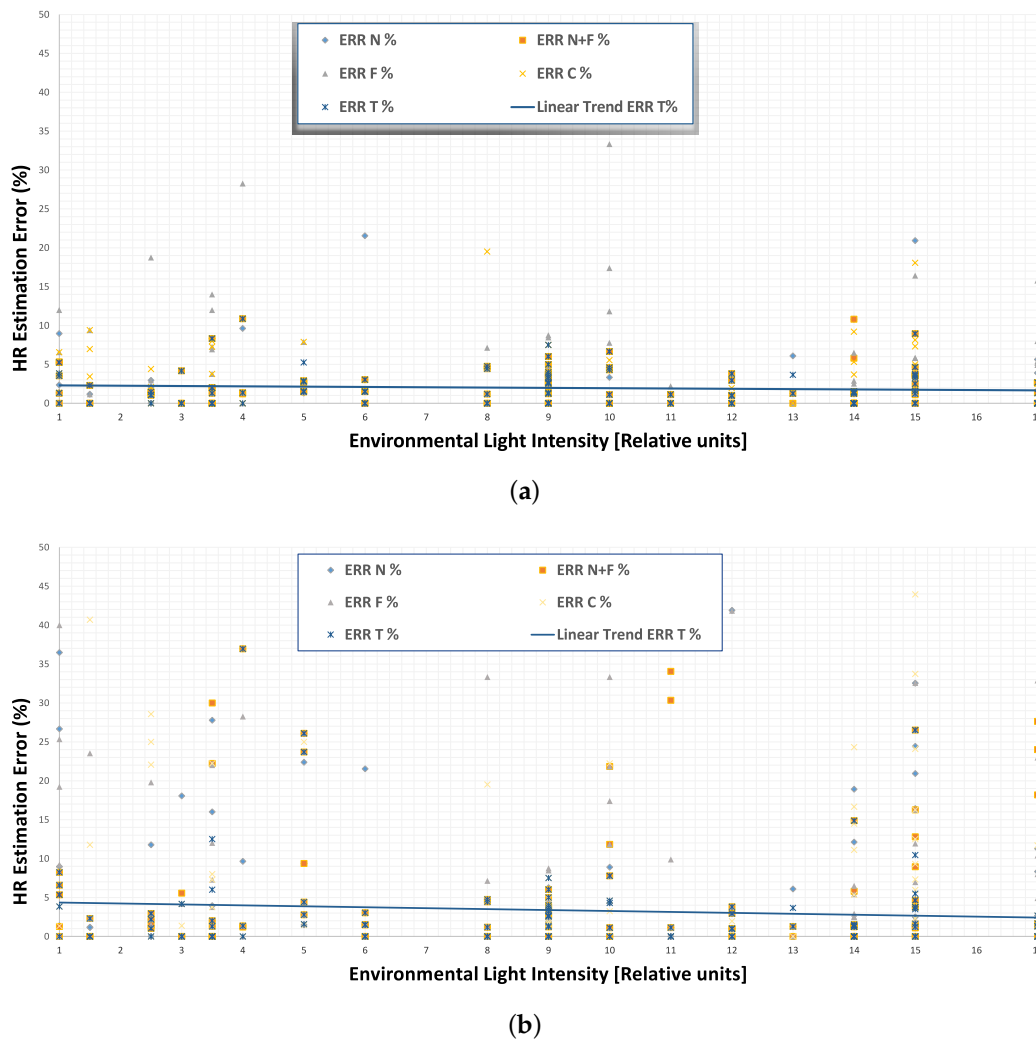 50
45
40
35
30
25
20
15
10
5
0
HR Estimation Error (%)
ERR N %
ERR N+F %
ERR F %
ERR C %
ERR T %
Linear Trend ERR T%
1 2 3 4 5 6 7 8 9 10 11 12 13 14 15 16 17
Environmental Light Intensity [Relative units]
(a)
50
45
40
35
30
25
20
15
10
5
0
HR Estimation Error (%)
ERR N %
ERR N+F %
ERR F %
ERR C %
ERR T %
Linear Trend ERR T %
1 2 3 4 5 6 7 8 9 10 11 12 13 14 15 16 17
Environmental Light Intensity [Relative units]
(b)